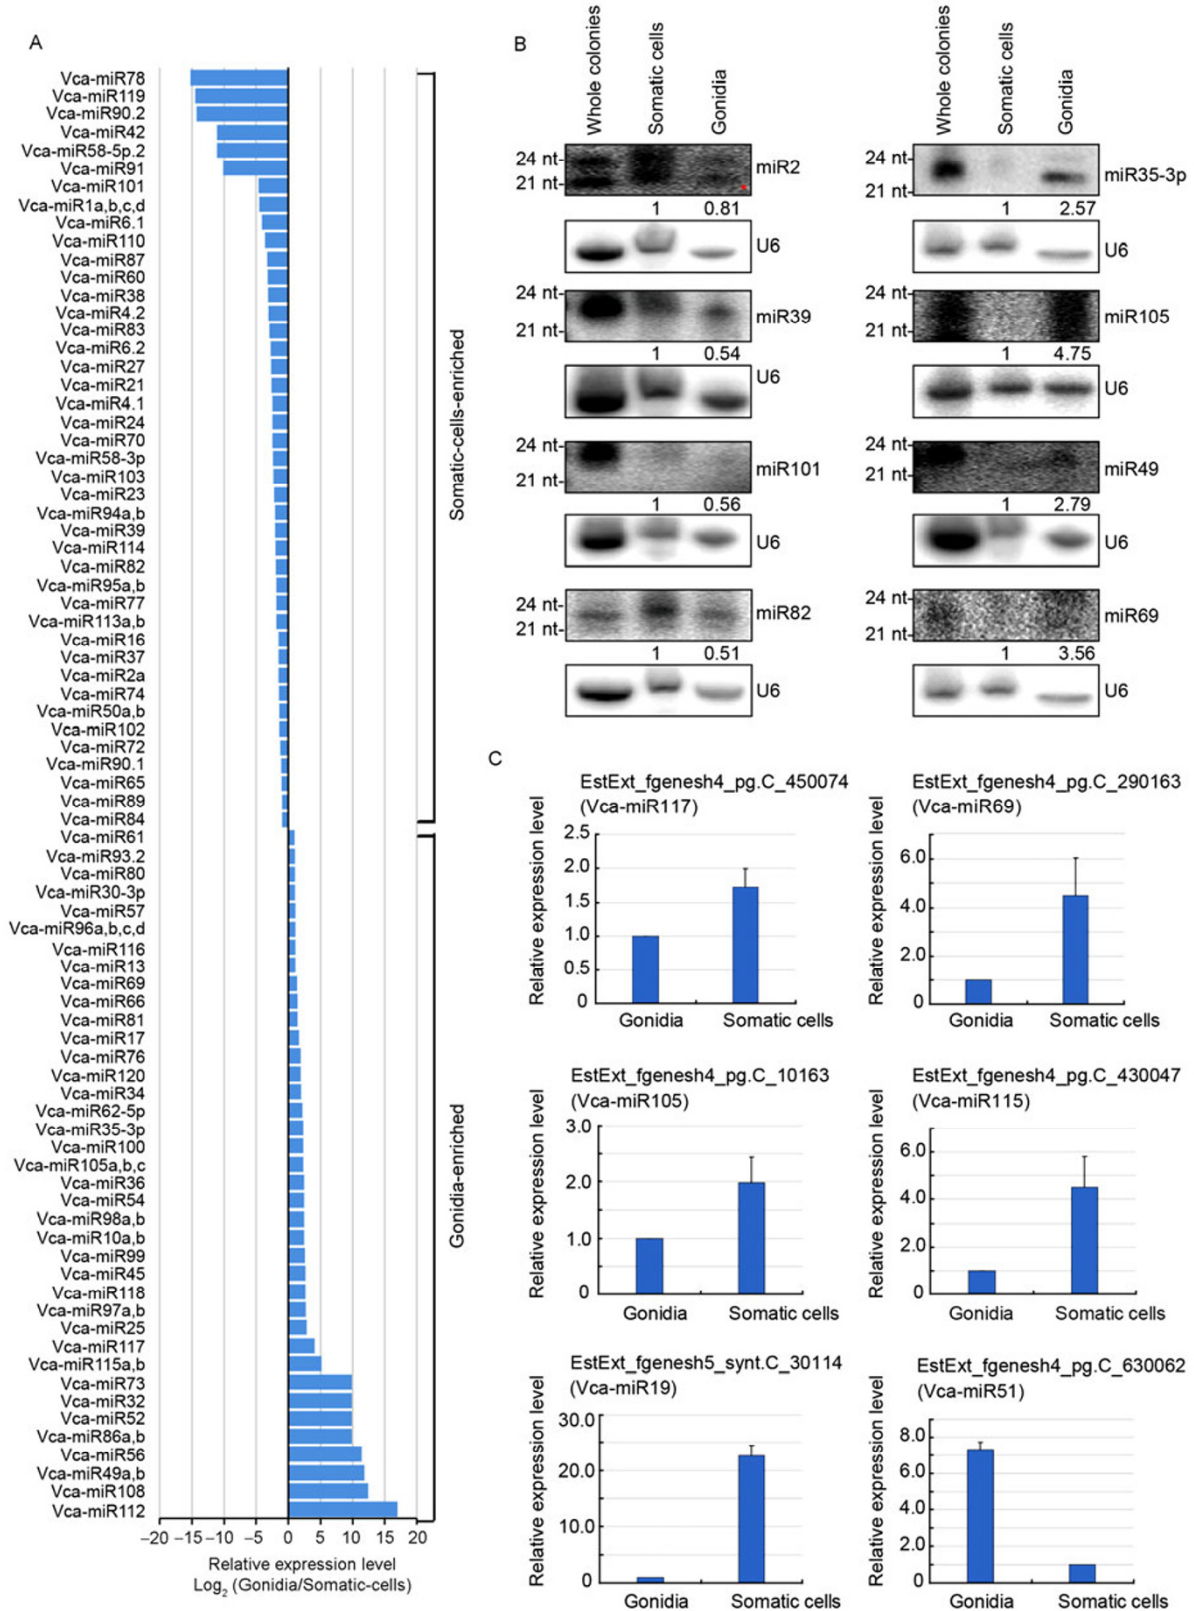 A
Vca-miR78
Vca-miR119
Vca-miR90.2
Vca-miR42
Vca-miR58-5p.2
Vca-miR91
Vca-miR101
Vca-miR1a,b,c,d
Vca-miR6.1
Vca-miR110
Vca-miR87
Vca-miR60
Vca-miR38
Vca-miR4.2
Vca-miR83
Vca-miR6.2
Vca-miR27
Vca-miR21
Vca-miR4.1
Vca-miR24
Vca-miR70
Vca-miR58-3p
Vca-miR103
Vca-miR23
Vca-miR94a,b
Vca-miR39
Vca-miR114
Vca-miR82
Vca-miR95a,b
Vca-miR77
Vca-miR113a,b
Vca-miR16
Vca-miR37
Vca-miR2a
Vca-miR74
Vca-miR50a,b
Vca-miR102
Vca-miR72
Vca-miR90.1
Vca-miR65
Vca-miR89
Vca-miR84
Vca-miR61
Vca-miR93.2
Vca-miR80
Vca-miR30-3p
Vca-miR57
Vca-miR96a,b,c,d
Vca-miR116
Vca-miR13
Vca-miR69
Vca-miR66
Vca-miR81
Vca-miR17
Vca-miR76
Vca-miR120
Vca-miR34
Vca-miR62-5p
Vca-miR35-3p
Vca-miR100
Vca-miR105a,b,c
Vca-miR36
Vca-miR54
Vca-miR98a,b
Vca-miR10a,b
Vca-miR99
Vca-miR45
Vca-miR118
Vca-miR97a,b
Vca-miR25
Vca-miR117
Vca-miR115a,b
Vca-miR73
Vca-miR32
Vca-miR52
Vca-miR86a,b
Vca-miR56
Vca-miR49a,b
Vca-miR108
Vca-miR112
−20 −15 −10 −5 0 5 10 15 20
Relative expression level
Log2 (Gonidia/Somatic-cells)
Somatic-cells-enriched
Gonidia-enriched
B
Whole colonies
Somatic cells
Gonidia
24 nt
21 nt
miR2
1 0.81
U6
24 nt
21 nt
miR39
1 0.54
U6
24 nt
21 nt
miR101
1 0.56
U6
24 nt
21 nt
miR82
1 0.51
U6
Whole colonies
Somatic cells
Gonidia
24 nt
21 nt
miR35-3p
1 2.57
U6
24 nt
21 nt
miR105
1 4.75
U6
24 nt
21 nt
miR49
1 2.79
U6
24 nt
21 nt
miR69
1 3.56
U6
C
EstExt_fgenesh4_pg.C_450074
(Vca-miR117)
Relative expression level
2.5
2.0
1.5
1.0
0.5
0
Gonidia Somatic cells
EstExt_fgenesh4_pg.C_290163
(Vca-miR69)
Relative expression level
6.0
4.0
2.0
0
Gonidia Somatic cells
EstExt_fgenesh4_pg.C_10163
(Vca-miR105)
Relative expression level
3.0
2.0
1.0
0
Gonidia Somatic cells
EstExt_fgenesh4_pg.C_430047
(Vca-miR115)
Relative expression level
6.0
4.0
2.0
0
Gonidia Somatic cells
EstExt_fgenesh5_synt.C_30114
(Vca-miR19)
Relative expression level
30.0
20.0
10.0
0
Gonidia Somatic cells
EstExt_fgenesh4_pg.C_630062
(Vca-miR51)
Relative expression level
8.0
6.0
4.0
2.0
0
Gonidia Somatic cells